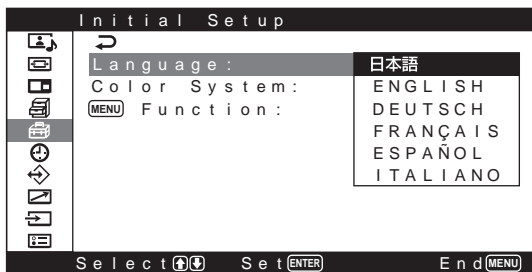 Initial Setup
Language: 日本語
Color System: ENGLISH
MENU Function: DEUTSCH
FRANÇAIS
ESPAÑOL
ITALIANO
Select Set ENTER End MENU